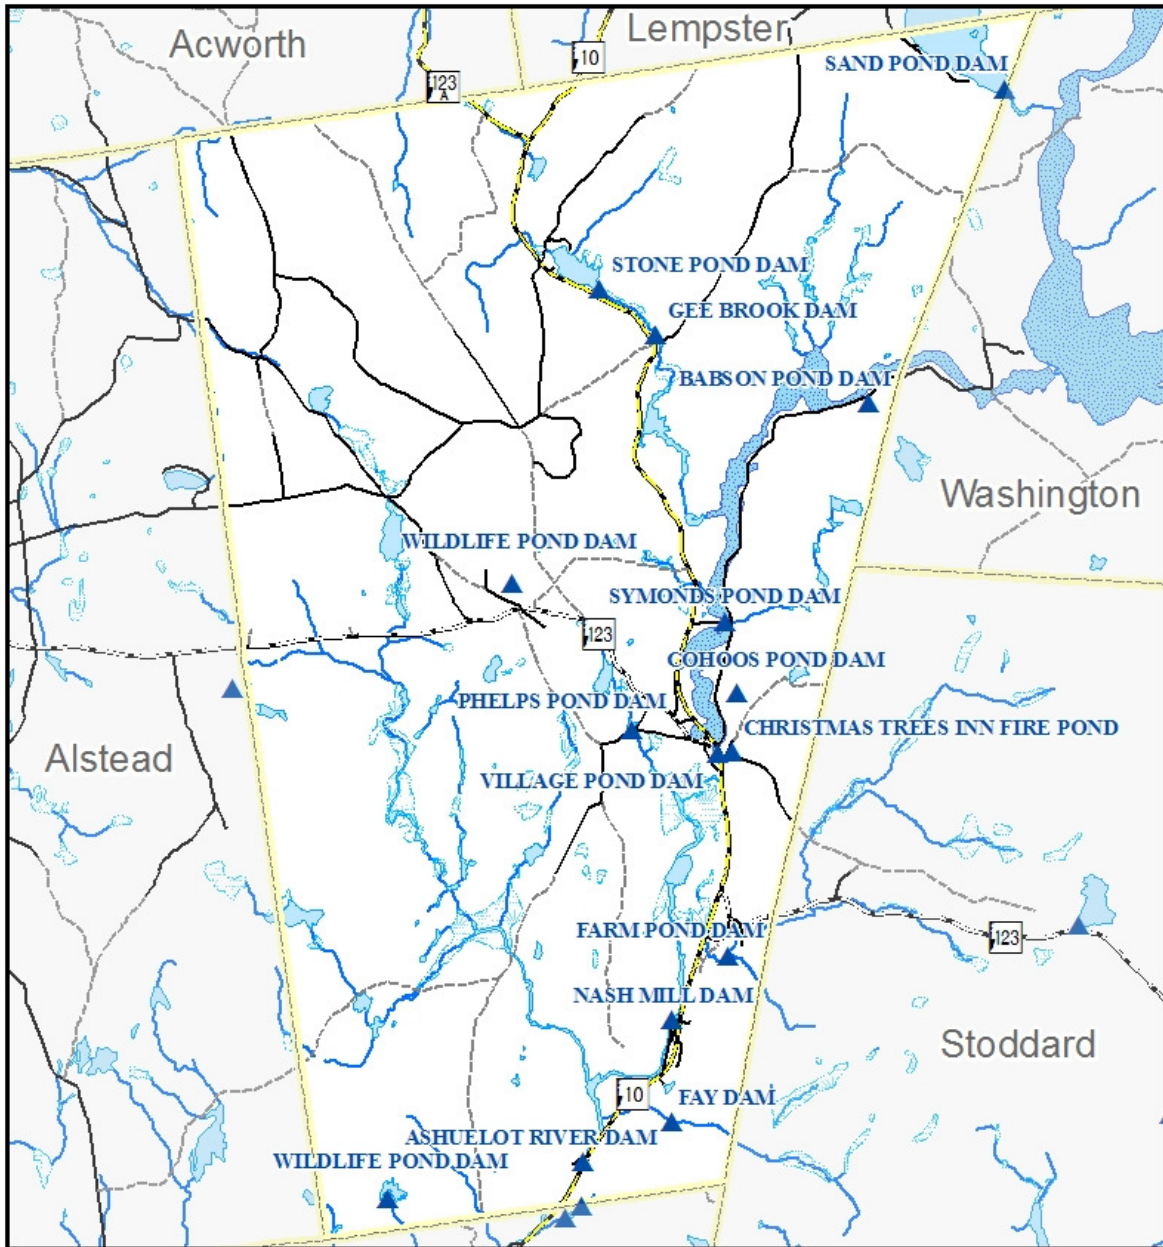 Lempster
Acworth
10
SAND POND DAM
123
A
STONE POND DAM
GEE BROOK DAM
BABSON POND DAM
Washington
WILDLIFE POND DAM
SYMONDS POND DAM
123
COHOOS POND DAM
PHELPS POND DAM
CHRISTMAS TREES INN FIRE POND
Alstead
VILLAGE POND DAM
FARM POND DAM
123
NASH MILL DAM
Stoddard
10
FAY DAM
ASHUELOT RIVER DAM
WILDLIFE POND DAM